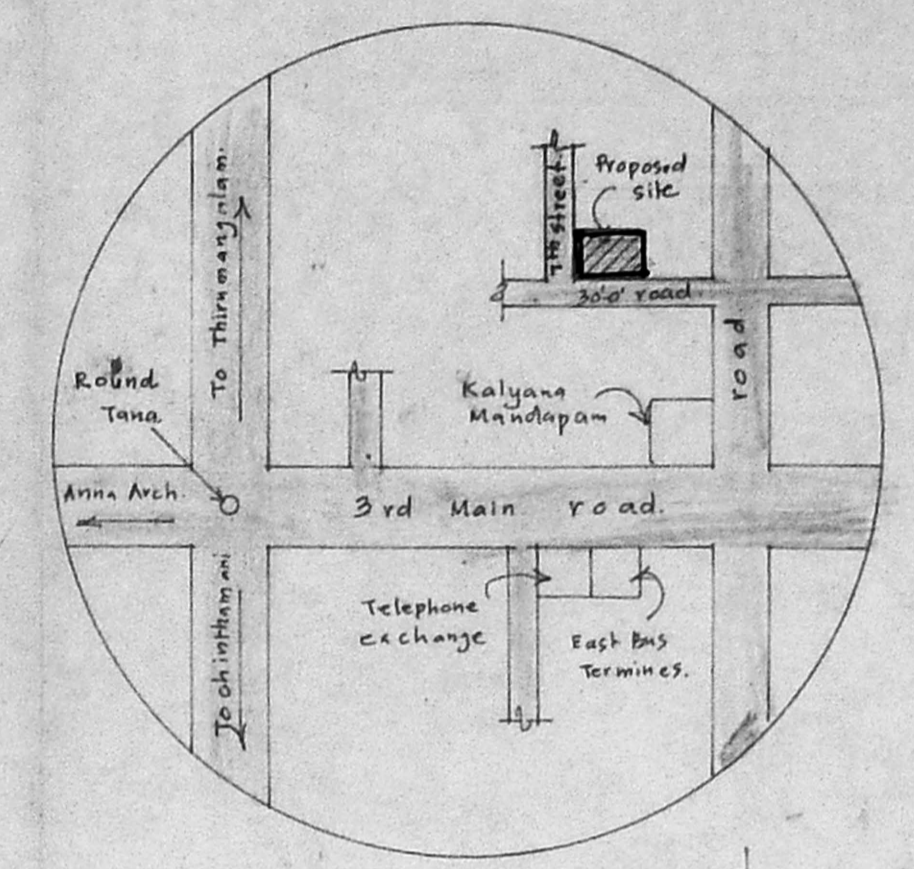 Proposed
site
7th street
30'0' road
To Thirumangalam.
road
Round
Tana
Kalyana
Mandapam
Anna Arch.
3rd Main road.
To chinthamani
Telephone
exchange
East Bus
Termines.